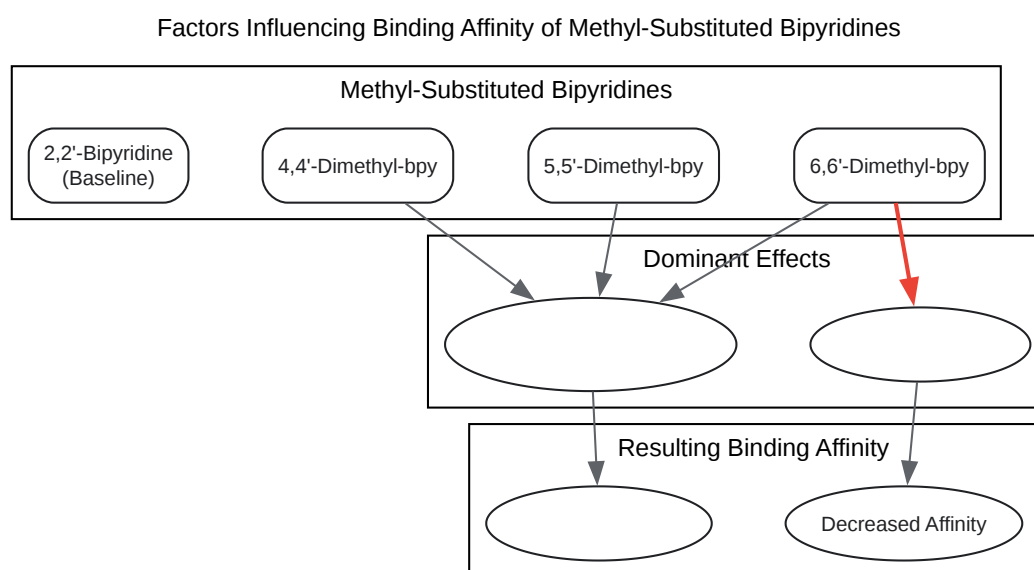 Factors Influencing Binding Affinity of Methyl-Substituted Bipyridines
Methyl-Substituted Bipyridines
2,2'-Bipyridine
(Baseline)
4,4'-Dimethyl-bpy
5,5'-Dimethyl-bpy
6,6'-Dimethyl-bpy
Dominant Effects
Resulting Binding Affinity
Decreased Affinity